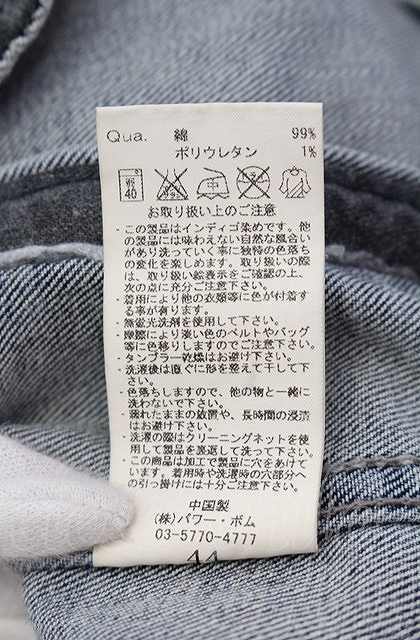 Qua. 綿 99%
ポリウレタン 1%
弱 40 エンソサラシ 中 ドライ
お取り扱い上のご注意
・この製品はインディゴ染めです。他
の製品には味わえない自然な風合い
があり洗っていく事に独特の色落ち
の変化を楽しめます。取り扱いの際
は、取り扱い絵表示をご確認の上、
次の点に充分ご注意下さい。
・着用により他の衣類等に色が付着す
る事が有ります。
・無蛍光洗剤を使用して下さい。
・摩擦により淡い色のベルトやバッグ
等に色移りしますのでご注意下さい。
・タンブラー乾燥はお避け下さい。
・洗濯後は直ぐに形を整えて干して下
さい。
・色落ちしますので、他の物と一緒に
洗わないで下さい。
・濡れたままの放置や、長時間の浸漬
はお避け下さい。
・洗濯の際はクリーニングネットを使
用して製品を裏返して洗って下さい。
・この商品は加工で製品に穴をあけて
います。着用時や洗濯時の穴部分へ
の引っ掛けには十分ご注意下さい。
中国製
(株)パワー・ボム
03-5770-4777
44